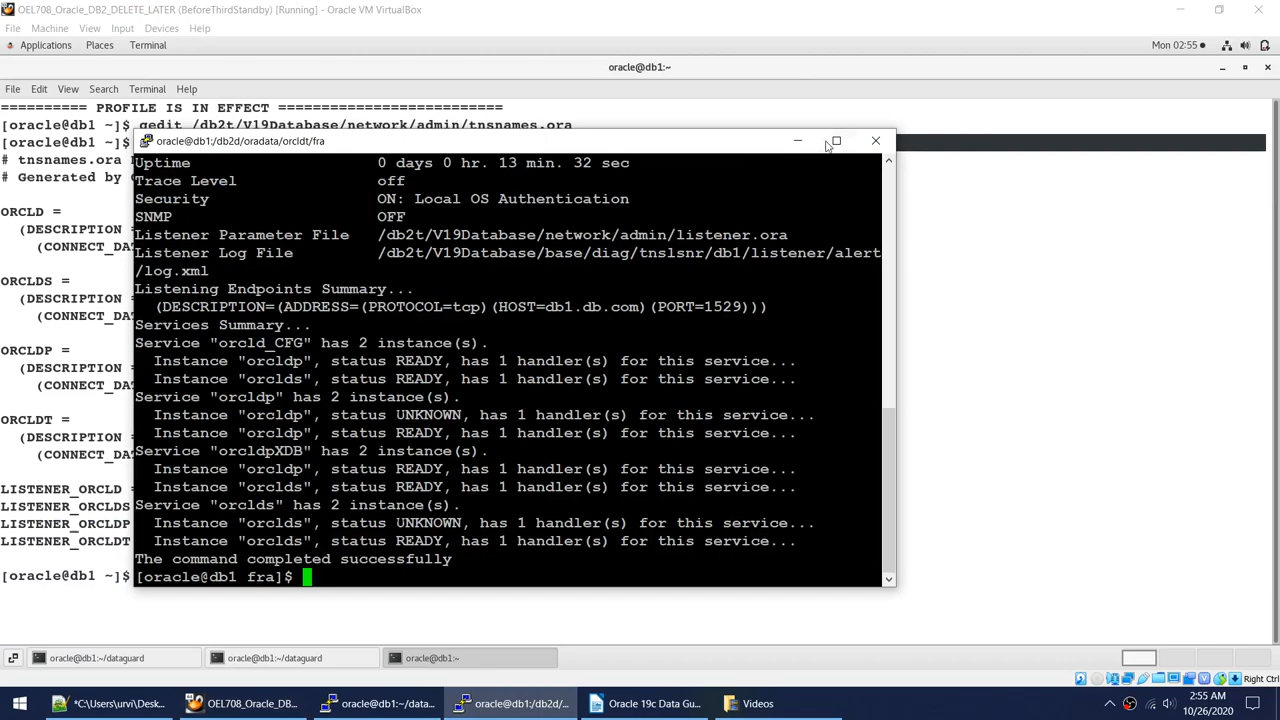 OEL708_Oracle_DB2_DELETE_LATER (BeforeThirdStandby) [Running] - Oracle VM VirtualBox
File Machine View Input Devices Help
Applications Places Terminal Mon 02:55
oracle@db1:~
File Edit View Search Terminal Help
========== PROFILE IS IN EFFECT =========================
[oracle@db1 ~]$ gedit /db2t/V19Database/network/admin/tnsnames.ora
[oracle@db1 ~]$
# tnsnames.ora
# Generated by
ORCLD =
(DESCRIPTION
(CONNECT_DA
ORCLDS =
(DESCRIPTION
(CONNECT_DA
ORCLDP =
(DESCRIPTION
(CONNECT_DA
ORCLDT =
(DESCRIPTION
(CONNECT_DA
LISTENER_ORCLD =
LISTENER_ORCLDS
LISTENER_ORCLDP
LISTENER_ORCLDT
[oracle@db1 ~]$
oracle@db1:/db2d/oradata/orcldt/fra
Uptime 0 days 0 hr. 13 min. 32 sec
Trace Level off
Security ON: Local OS Authentication
SNMP OFF
Listener Parameter File /db2t/V19Database/network/admin/listener.ora
Listener Log File /db2t/V19Database/base/diag/tnslsnr/db1/listener/alert
/log.xml
Listening Endpoints Summary...
(DESCRIPTION=(ADDRESS=(PROTOCOL=tcp)(HOST=db1.db.com)(PORT=1529)))
Services Summary...
Service "orcld_CFG" has 2 instance(s).
Instance "orcldp", status READY, has 1 handler(s) for this service...
Instance "orclds", status READY, has 1 handler(s) for this service...
Service "orcldp" has 2 instance(s).
Instance "orcldp", status UNKNOWN, has 1 handler(s) for this service...
Instance "orcldp", status READY, has 1 handler(s) for this service...
Service "orcldpXDB" has 2 instance(s).
Instance "orcldp", status READY, has 1 handler(s) for this service...
Instance "orclds", status READY, has 1 handler(s) for this service...
Service "orclds" has 2 instance(s).
Instance "orclds", status UNKNOWN, has 1 handler(s) for this service...
Instance "orclds", status READY, has 1 handler(s) for this service...
The command completed successfully
[oracle@db1 fra]$
oracle@db1:~/dataguard oracle@db1:~/dataguard oracle@db1:~
Right Ctrl
*C:\Users\urvi\Desk... OEL708_Oracle_DB... oracle@db1:~/data... oracle@db1:/db2d/... Oracle 19c Data Gu... Videos
2:55 AM
10/26/2020